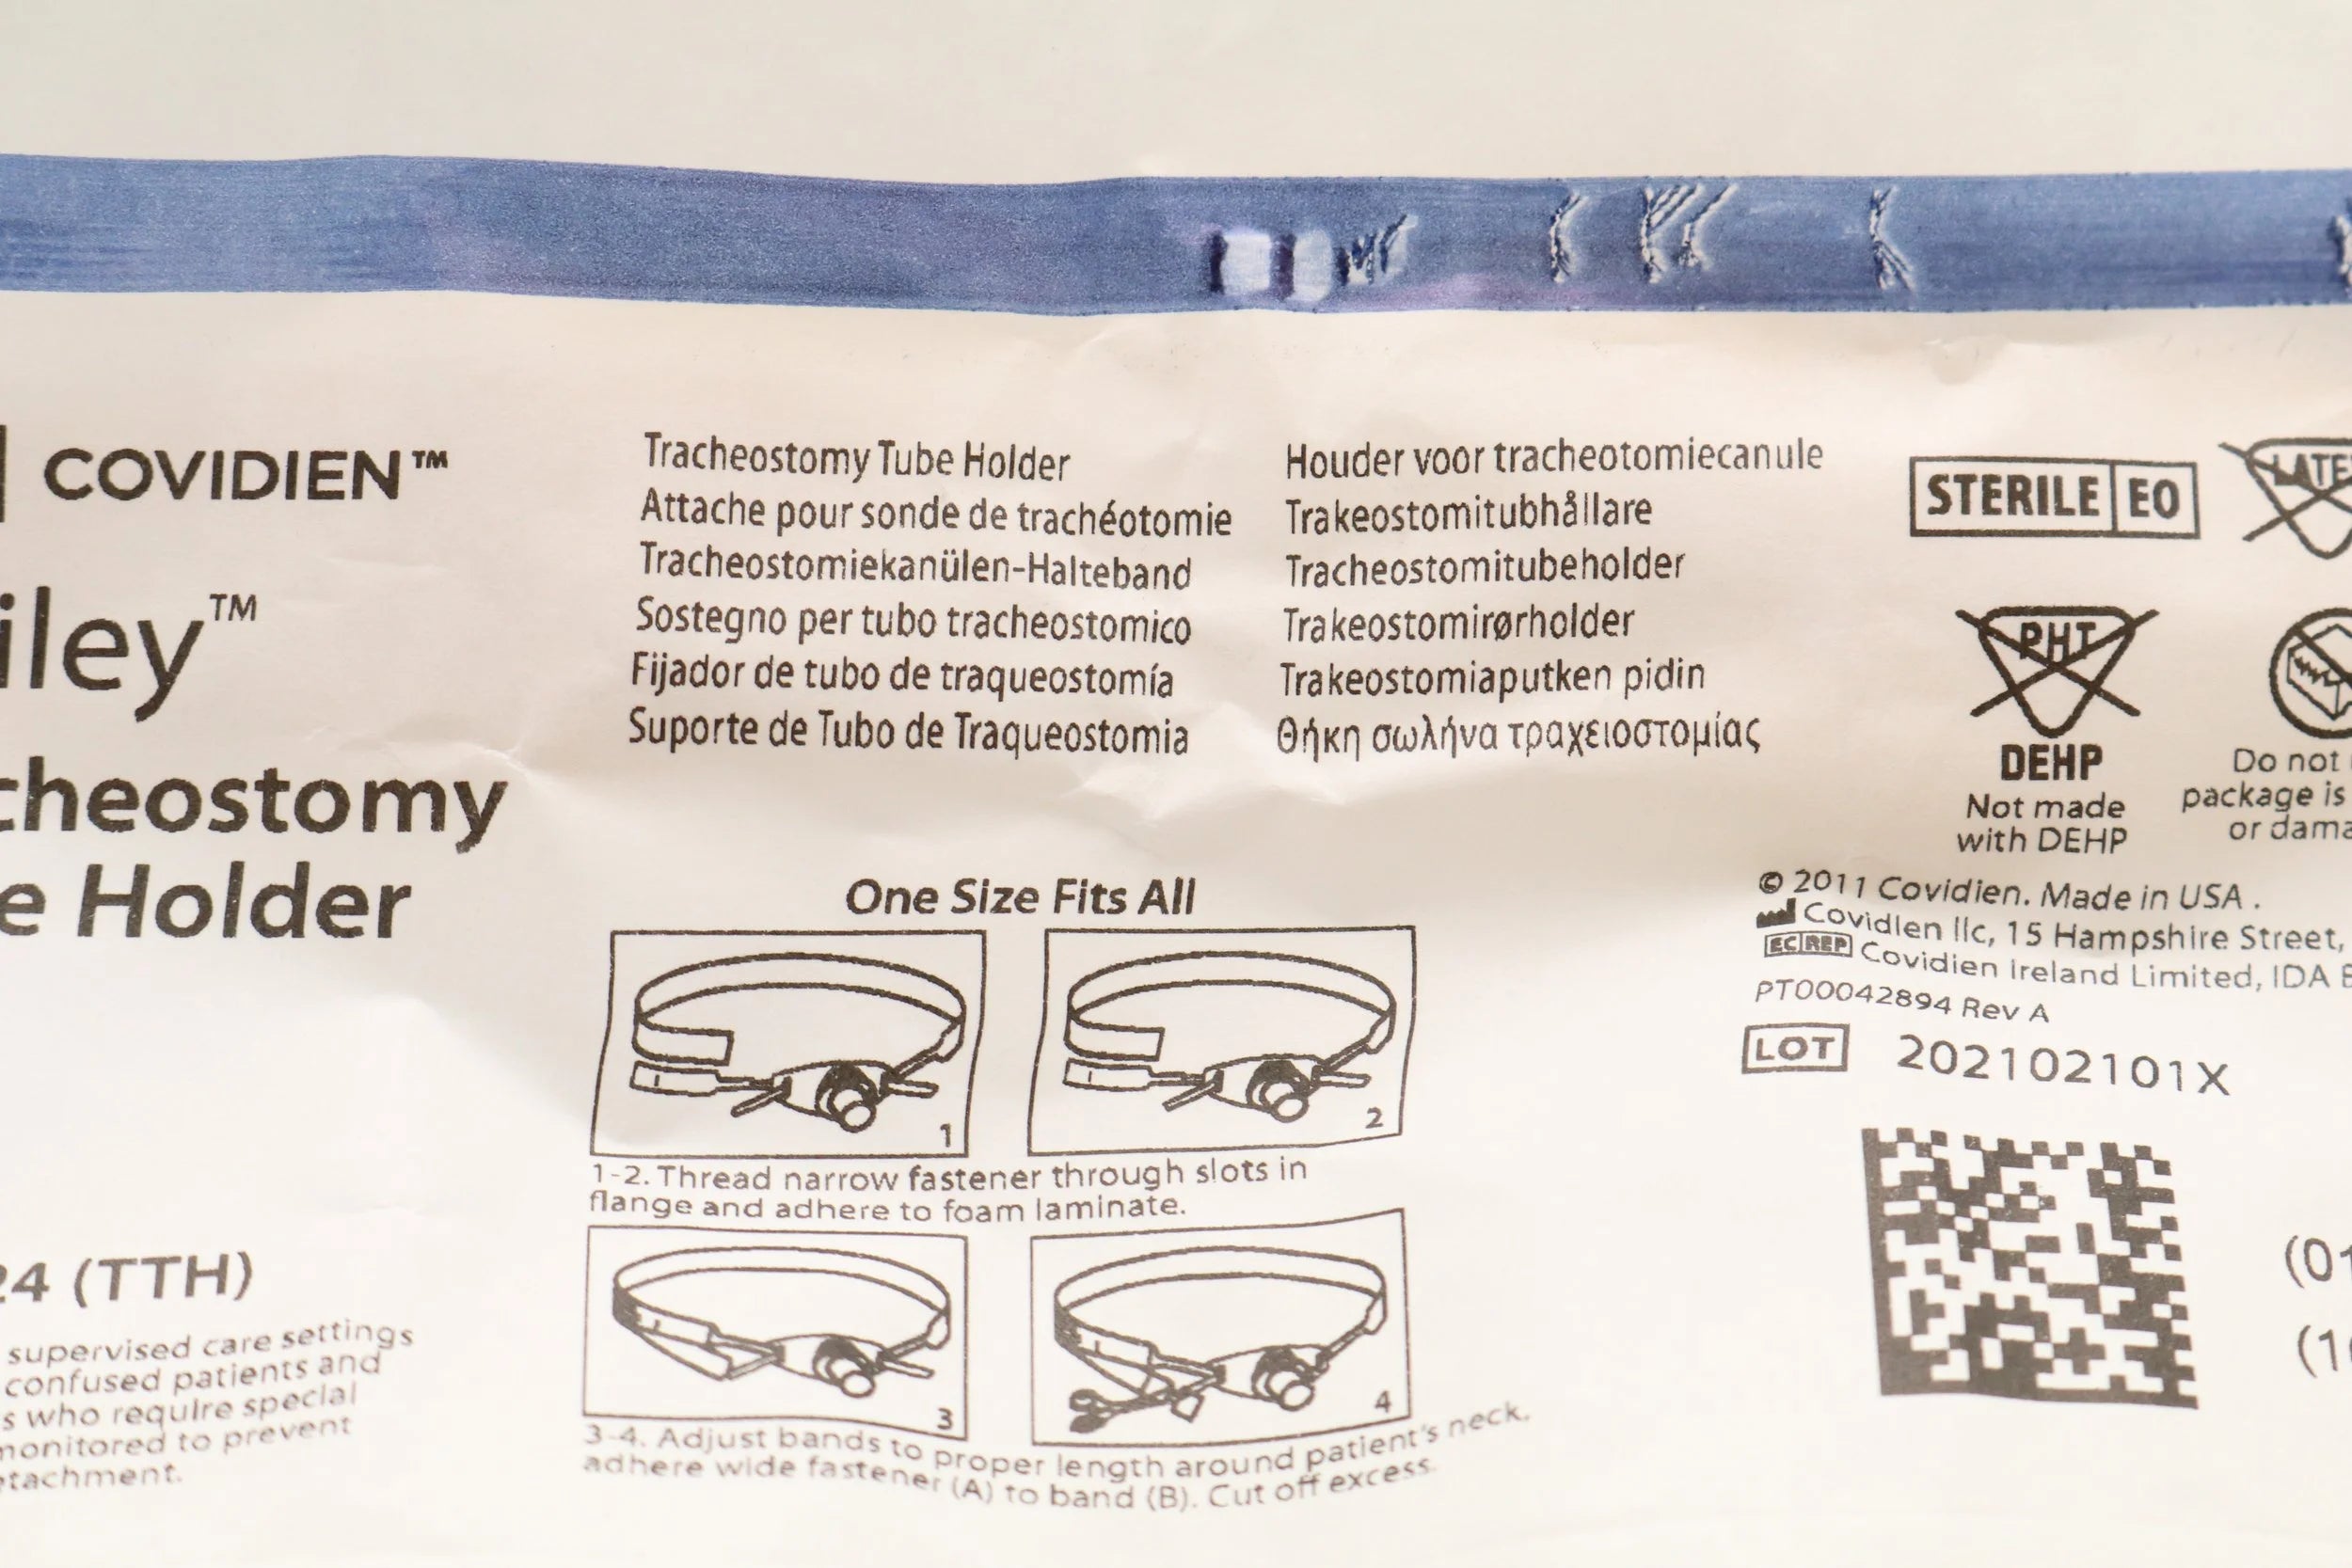 COVIDIEN™
iley™
cheostomy
e Holder
24 (TTH)
supervised care settings
confused patients and
s who require special
monitored to prevent
tachment.
Tracheostomy Tube Holder
Attache pour sonde de trachéotomie
Tracheostomiekanülen-Halteband
Sostegno per tubo tracheostomico
Fijador de tubo de traqueostomía
Suporte de Tubo de Traqueostomia
Houder voor tracheotomiecanule
Trakeostomitubhållare
Tracheostomitubeholder
Trakeostomirørholder
Trakeostomiaputken pidin
Θήκη σωλήνα τραχειοστομίας
One Size Fits All
1
2
1-2. Thread narrow fastener through slots in
flange and adhere to foam laminate.
3
4
3-4. Adjust bands to proper length around patient's neck,
adhere wide fastener (A) to band (B). Cut off excess.
STERILE EO
LATE
PHT
DEHP
Not made
with DEHP
Do not
package is
or dama
© 2011 Covidien. Made in USA .
Covidien llc, 15 Hampshire Street,
EC REP Covidien Ireland Limited, IDA B
PT00042894 Rev A
LOT 202102101X
(01
(10